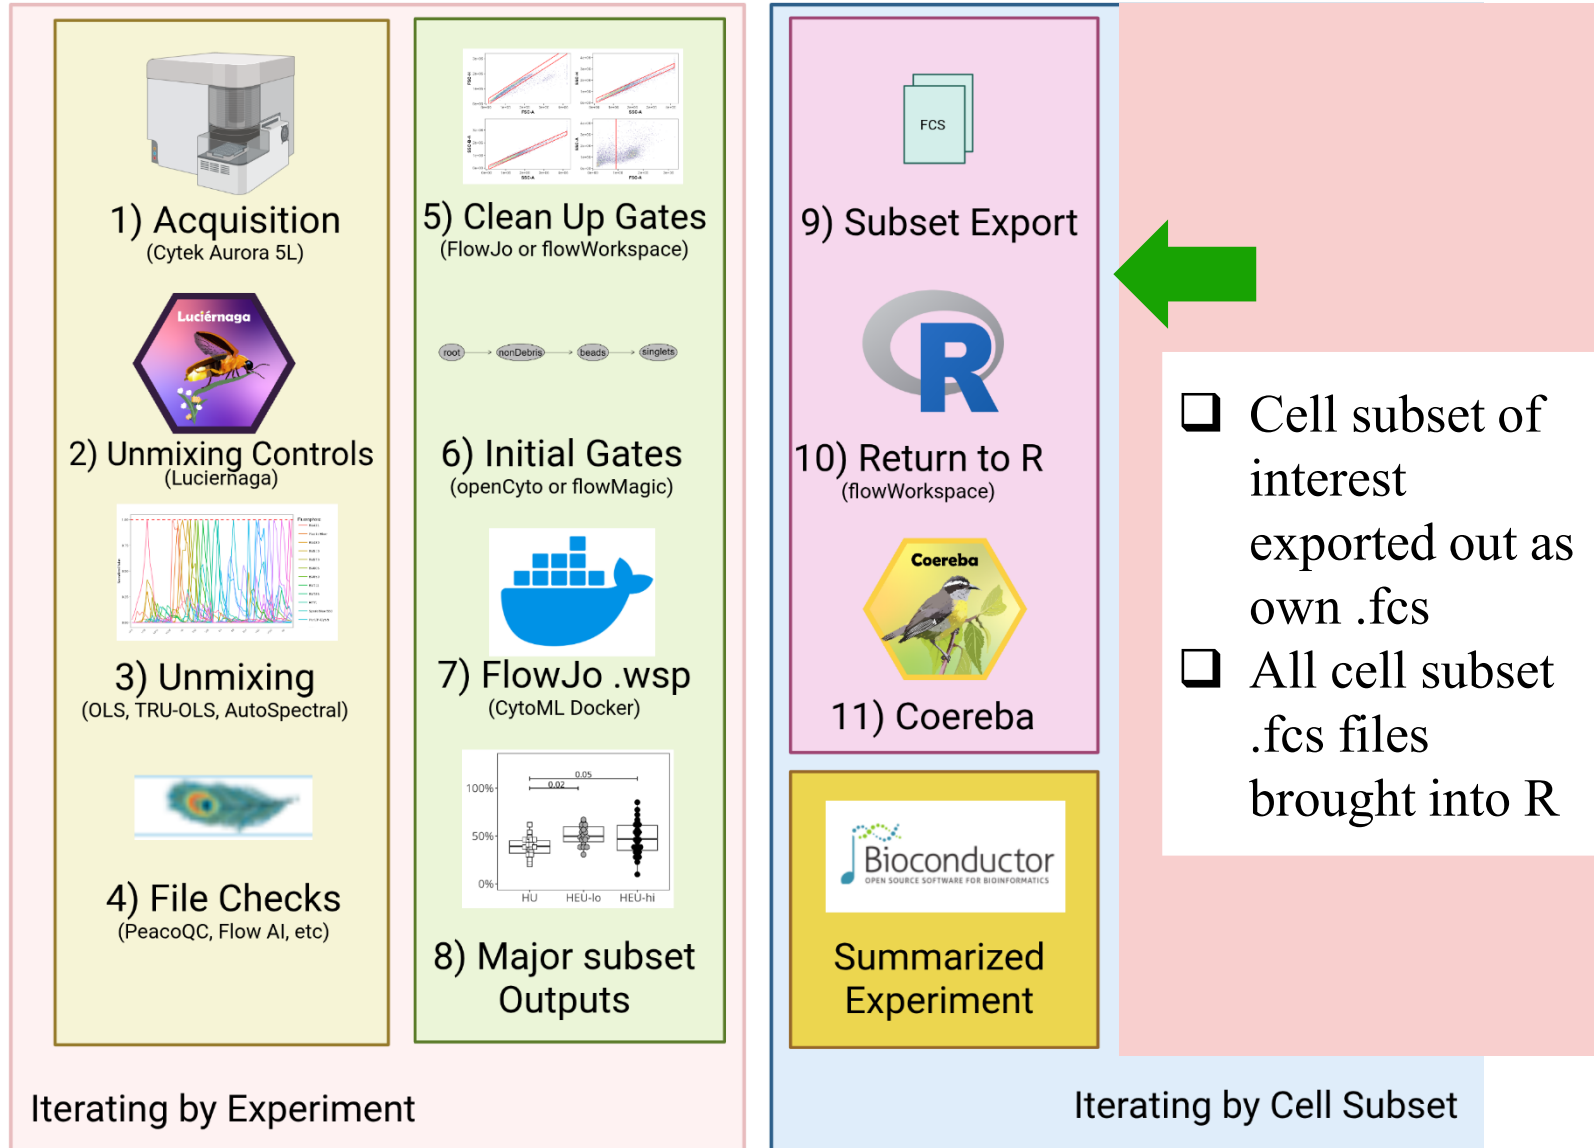 1) Acquisition
(Cytek Aurora 5L)
Luciérnaga
2) Unmixing Controls
(Luciernaga)
3) Unmixing
(OLS, TRU-OLS, AutoSpectral)
4) File Checks
(PeacoQC, Flow AI, etc)
FSC-A
SSC-A
SSC-A
FSC-A
5) Clean Up Gates
(FlowJo or flowWorkspace)
root
nonDebris
beads
singlets
6) Initial Gates
(openCyto or flowMagic)
7) FlowJo .wsp
(CytoML Docker)
0.05
0.02
100%
50%
0%
HU
HEU-lo
HEU-hi
8) Major subset
Outputs
Iterating by Experiment
FCS
9) Subset Export
R
10) Return to R
(flowWorkspace)
Coereba
11) Coereba
Bioconductor
OPEN SOURCE SOFTWARE FOR BIOINFORMATICS
Summarized
Experiment
❑ Cell subset of
interest
exported out as
own .fcs
❑ All cell subset
.fcs files
brought into R
Iterating by Cell Subset